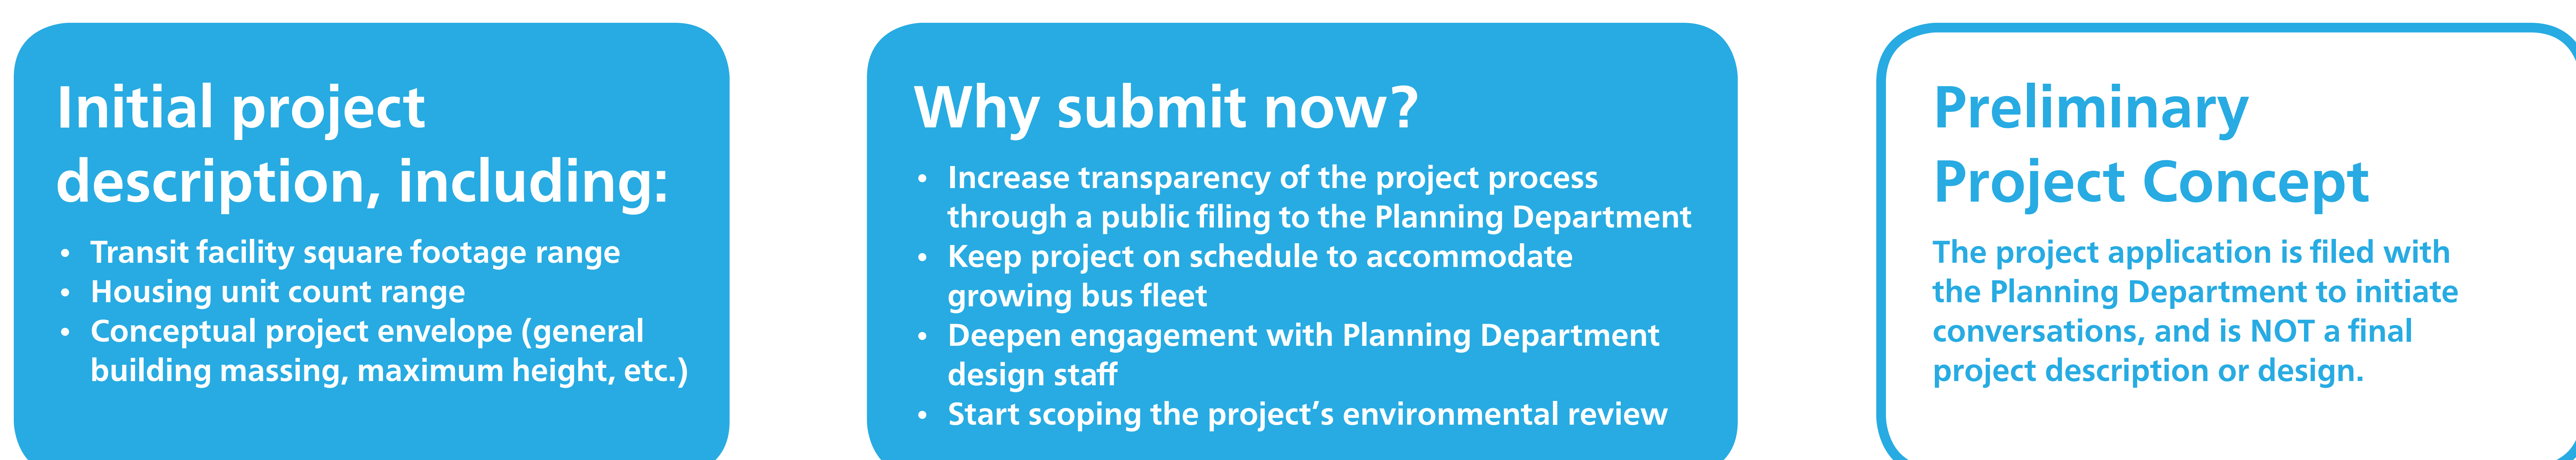 Initial project
description, including:
• Transit facility square footage range
• Housing unit count range
• Conceptual project envelope (general
building massing, maximum height, etc.)
Why submit now?
• Increase transparency of the project process
through a public filing to the Planning Department
• Keep project on schedule to accommodate
growing bus fleet
• Deepen engagement with Planning Department
design staff
• Start scoping the project’s environmental review
Preliminary
Project Concept
The project application is filed with
the Planning Department to initiate
conversations, and is NOT a final
project description or design.